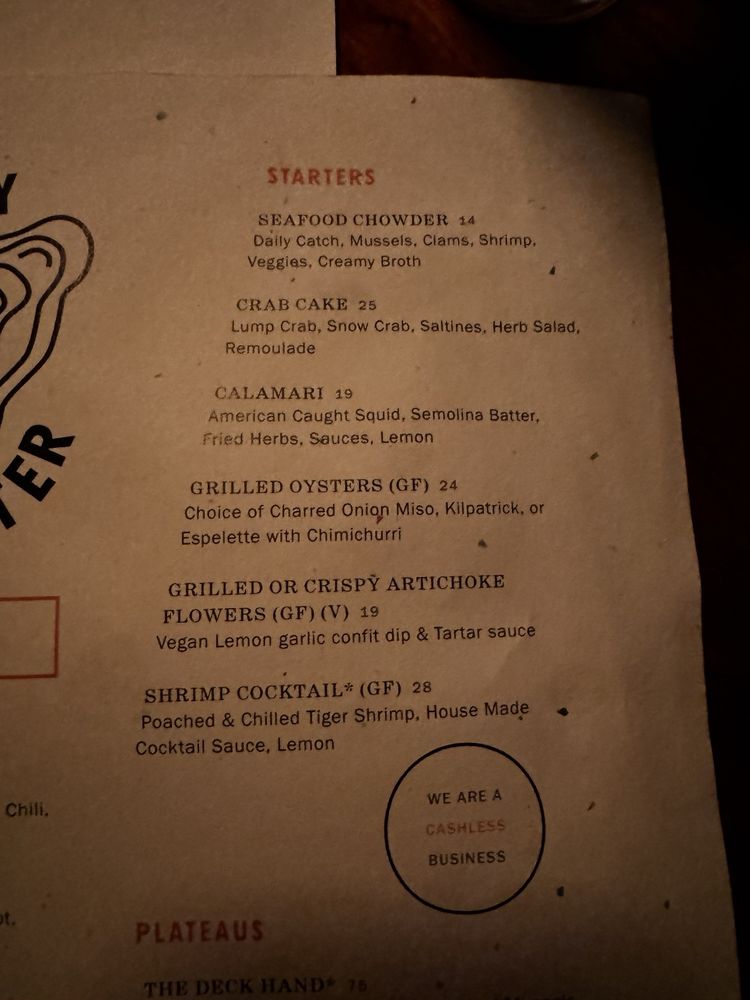 Y
TER
STARTERS
SEAFOOD CHOWDER 14
Daily Catch, Mussels, Clams, Shrimp,
Veggies, Creamy Broth
CRAB CAKE 25
Lump Crab, Snow Crab, Saltines, Herb Salad,
Remoulade
CALAMARI 19
American Caught Squid, Semolina Batter,
Fried Herbs, Sauces, Lemon
GRILLED OYSTERS (GF) 24
Choice of Charred Onion Miso, Kilpatrick, or
Espelette with Chimichurri
GRILLED OR CRISPY ARTICHOKE
FLOWERS (GF) (V) 19
Vegan Lemon garlic confit dip & Tartar sauce
SHRIMP COCKTAIL* (GF) 28
Poached & Chilled Tiger Shrimp, House Made
Cocktail Sauce, Lemon
Chili,
WE ARE A
CASHLESS
BUSINESS
ot.
PLATEAUS
THE DECK HAND* 75